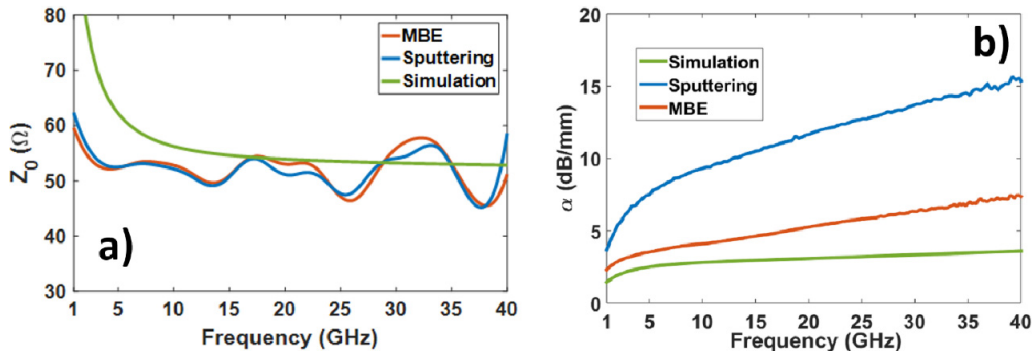 80
70
60
50
40
30
Z0 (Ω)
MBE
Sputtering
Simulation
a)
1 5 10 15 20 25 30 35 40
Frequency (GHz)
20
15
10
5
0
α (dB/mm)
b)
Simulation
Sputtering
MBE
1 5 10 15 20 25 30 35 40
Frequency (GHz)